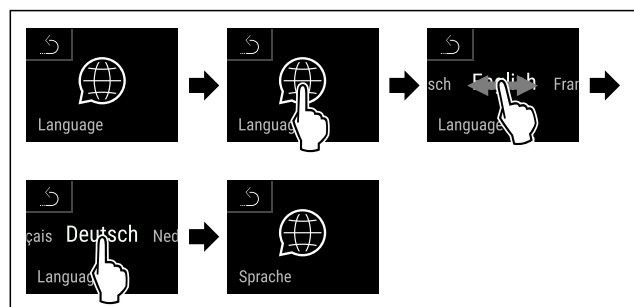 Language
Languag
sch English Fran
Language
çais Deutsch Ned
Languag
Sprache